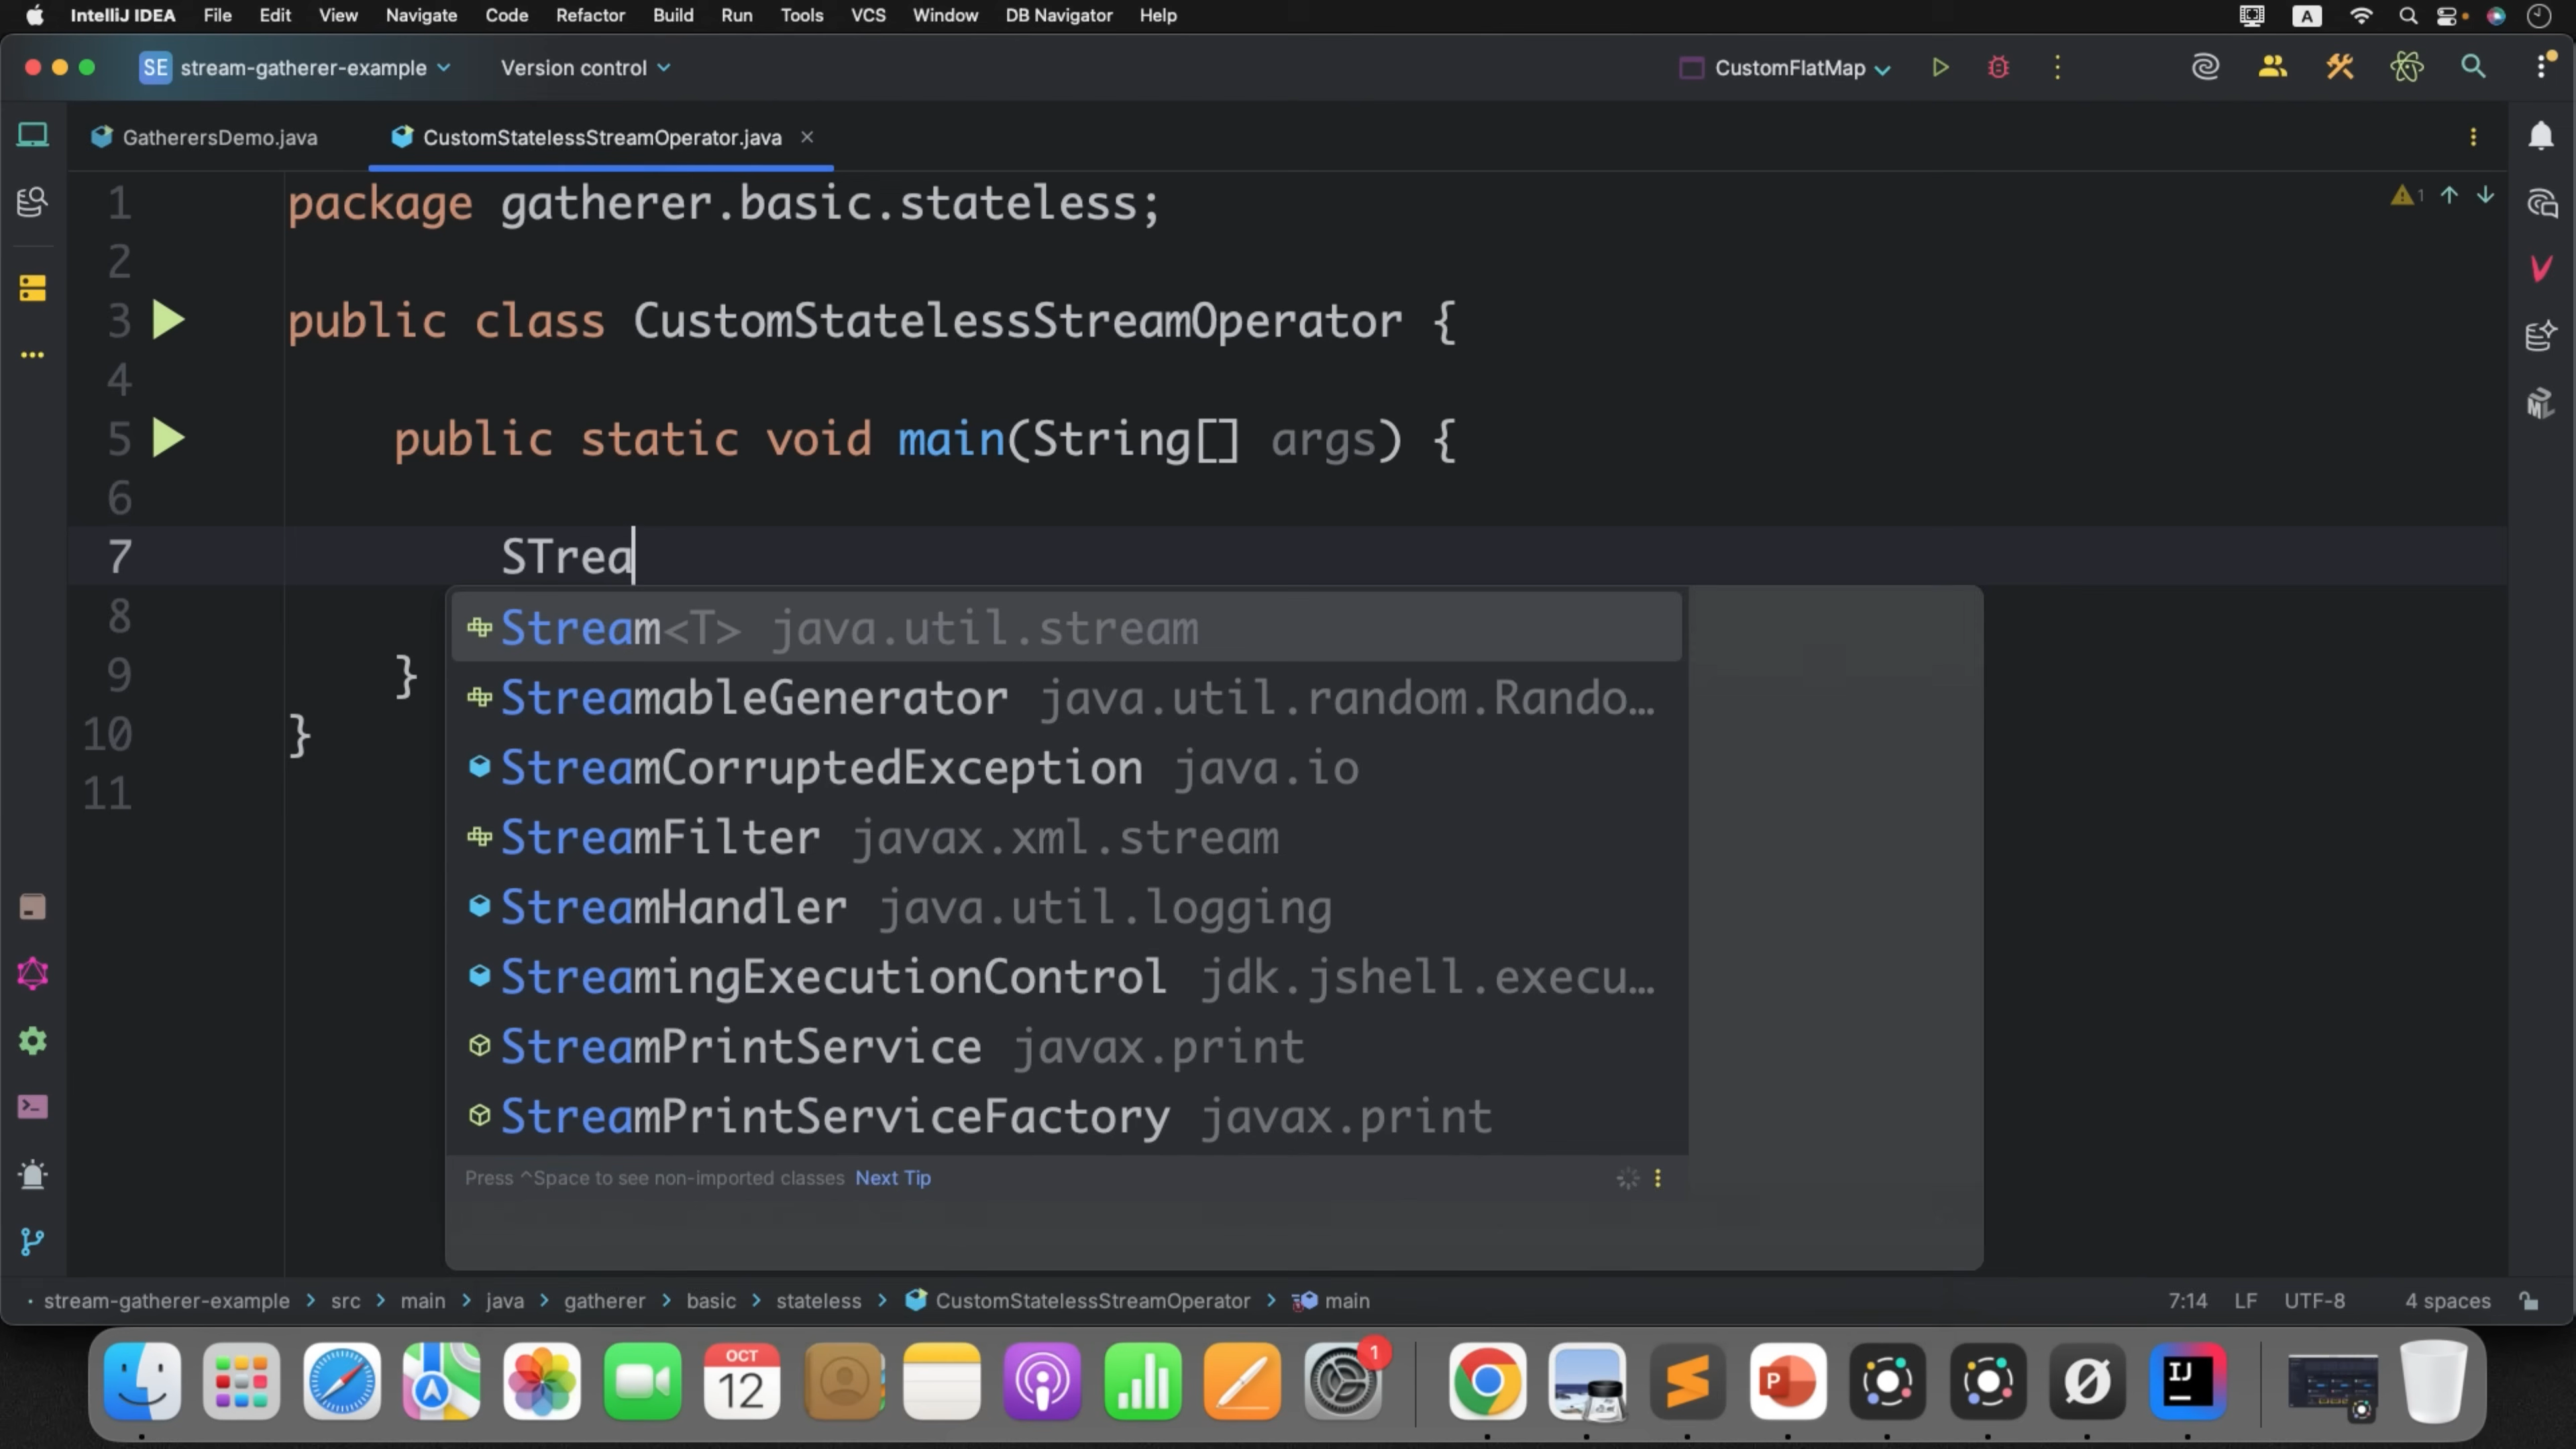 IntelliJ IDEA File Edit View Navigate Code Refactor Build Run Tools VCS Window DB Navigator Help A
SE stream-gatherer-example Version control CustomFlatMap
GatherersDemo.java CustomStatelessStreamOperator.java
1 package gatherer.basic.stateless; 1
2
3 public class CustomStatelessStreamOperator {
4
5 public static void main(String[] args) {
6
7 STrea
8
9 }
10 }
11
Stream<T> java.util.stream
StreamableGenerator java.util.random.Rando…
StreamCorruptedException java.io
StreamFilter javax.xml.stream
StreamHandler java.util.logging
StreamingExecutionControl jdk.jshell.execu…
StreamPrintService javax.print
StreamPrintServiceFactory javax.print
Press ^Space to see non-imported classes Next Tip
stream-gatherer-example > src > main > java > gatherer > basic > stateless > CustomStatelessStreamOperator > main 7:14 LF UTF-8 4 spaces
OCT
12
1
P
IJ